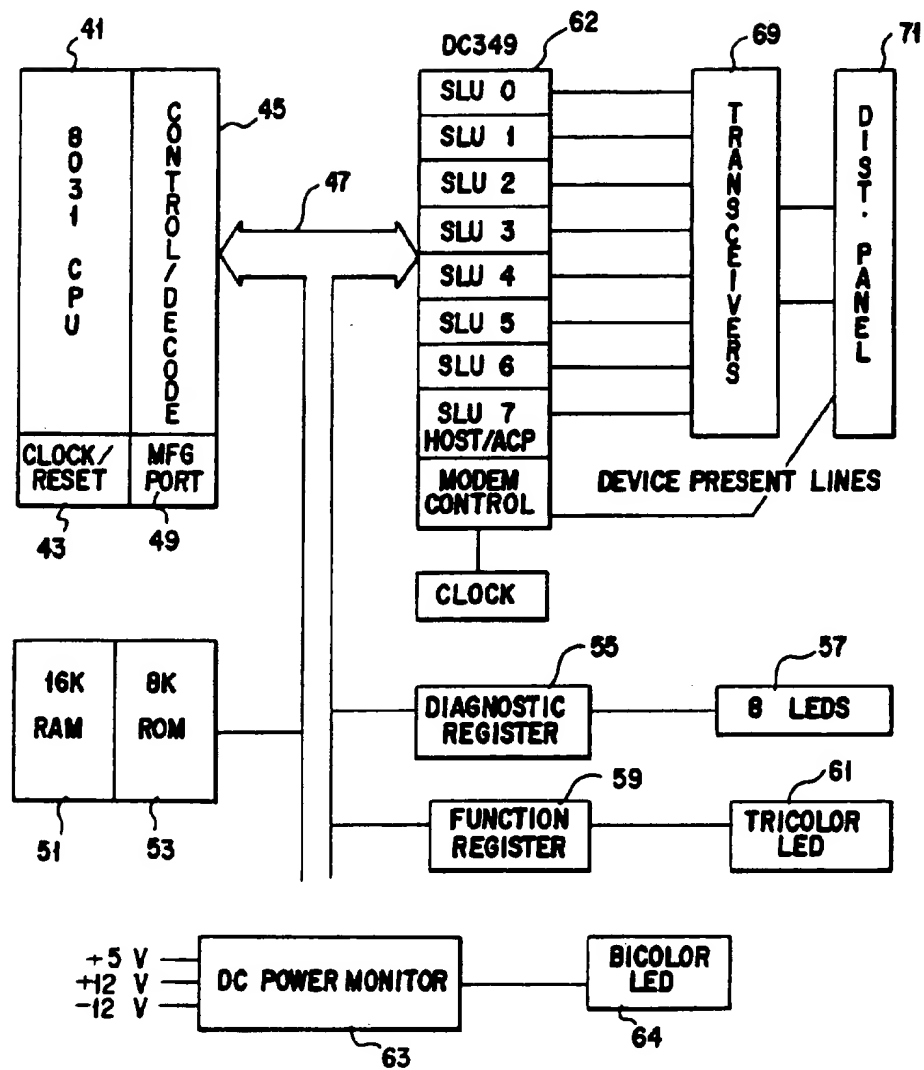 41
8031 CPU
CONTROL/DECODE
45
CLOCK/
RESET
MFG
PORT
43
49
47
DC349
62
SLU 0
SLU 1
SLU 2
SLU 3
SLU 4
SLU 5
SLU 6
SLU 7
HOST/ACP
MODEM
CONTROL
CLOCK
69
TRANSCEIVERS
71
DIST. PANEL
DEVICE PRESENT LINES
16K
RAM
8K
ROM
51
53
55
DIAGNOSTIC
REGISTER
57
8 LEDS
59
FUNCTION
REGISTER
61
TRICOLOR
LED
+5 V
+12 V
-12 V
DC POWER MONITOR
63
BICOLOR
LED
64